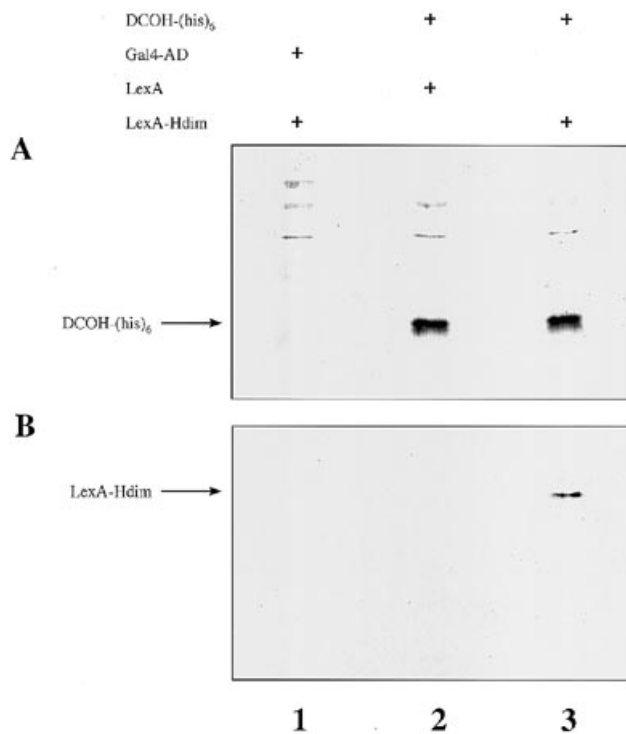 DCOH-(his)6 + +
Gal4-AD +
LexA +
LexA-Hdim + +
A
DCOH-(his)6
B
LexA-Hdim
1 2 3